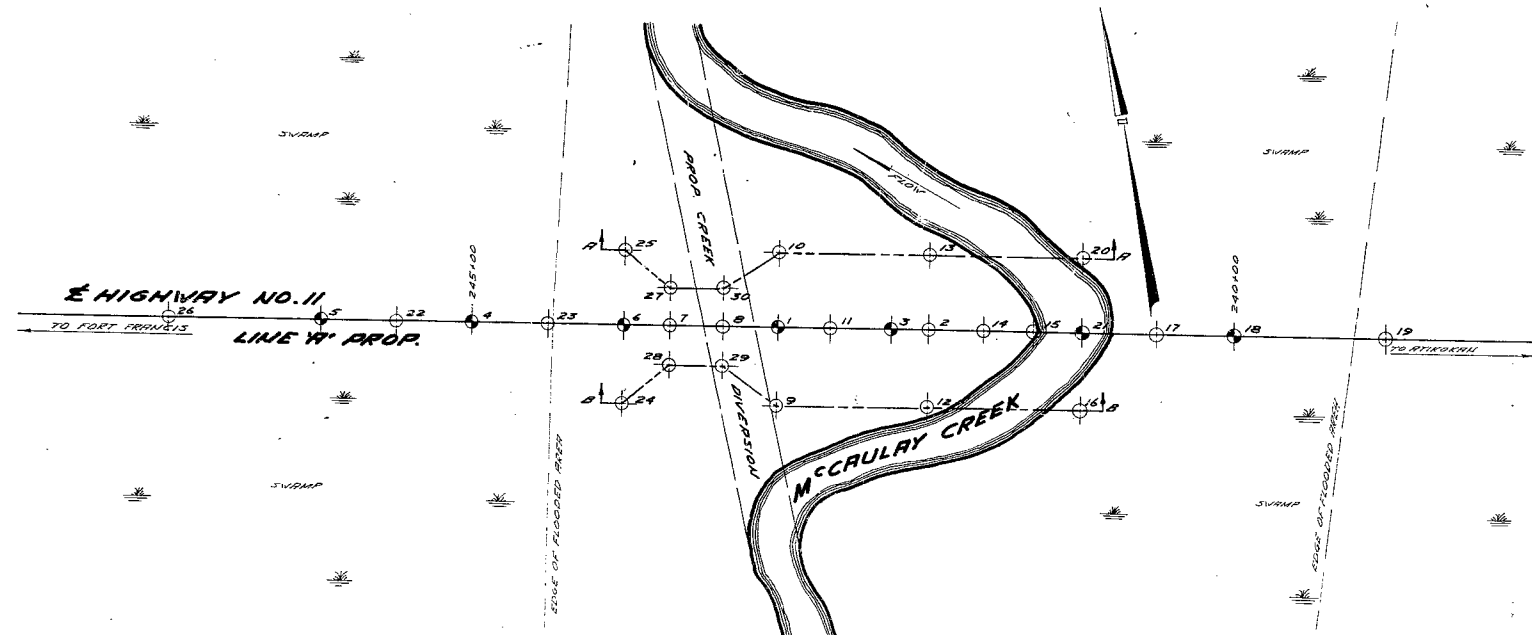 SWAMP
SWAMP
PROP. CREEK
FLOW
25
10
13
20
A
A
245+00
240+00
27
30
℄ HIGHWAY NO. 11
26
5
22
4
23
6
7
8
1
11
3
2
14
15
21
17
18
19
TO FORT FRANCIS
LINE 'A' PROP.
TO ATIKOKAN
28
29
B
24
9
12
16
B
DIVERSION
McCAULAY CREEK
SWAMP
SWAMP
EDGE OF FLOODED AREA
EDGE OF FLOODED AREA